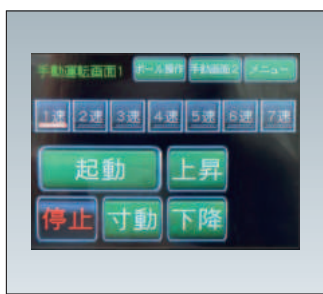 手動運転画面1 ポール操作 手動画面2 メニュー
1速 2速 3速 4速 5速 6速 7速
起動 上昇
停止 寸動 下降